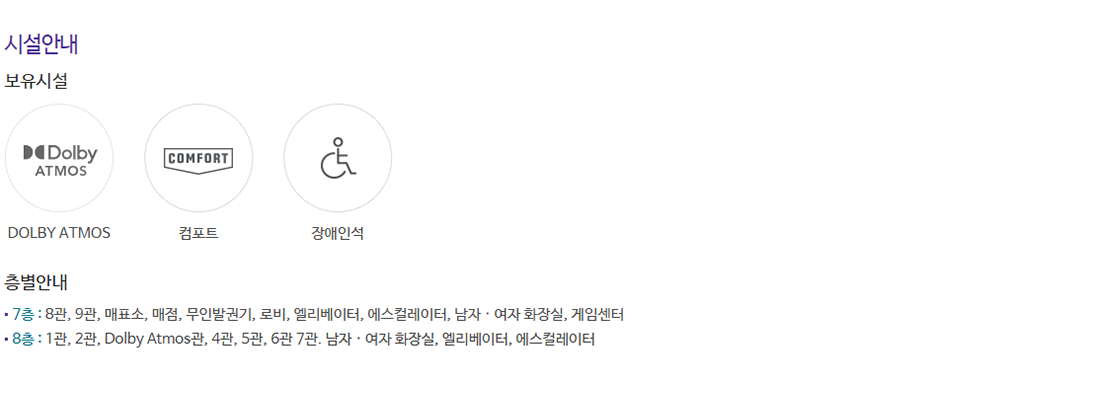 시설안내
보유시설
Dolby
ATMOS
COMFORT
DOLBY ATMOS 컴포트 장애인석
층별안내
• 7층 : 8관, 9관, 매표소, 매점, 무인발권기, 로비, 엘리베이터, 에스컬레이터, 남자 · 여자 화장실, 게임센터
• 8층 : 1관, 2관, Dolby Atmos관, 4관, 5관, 6관 7관. 남자 · 여자 화장실, 엘리베이터, 에스컬레이터